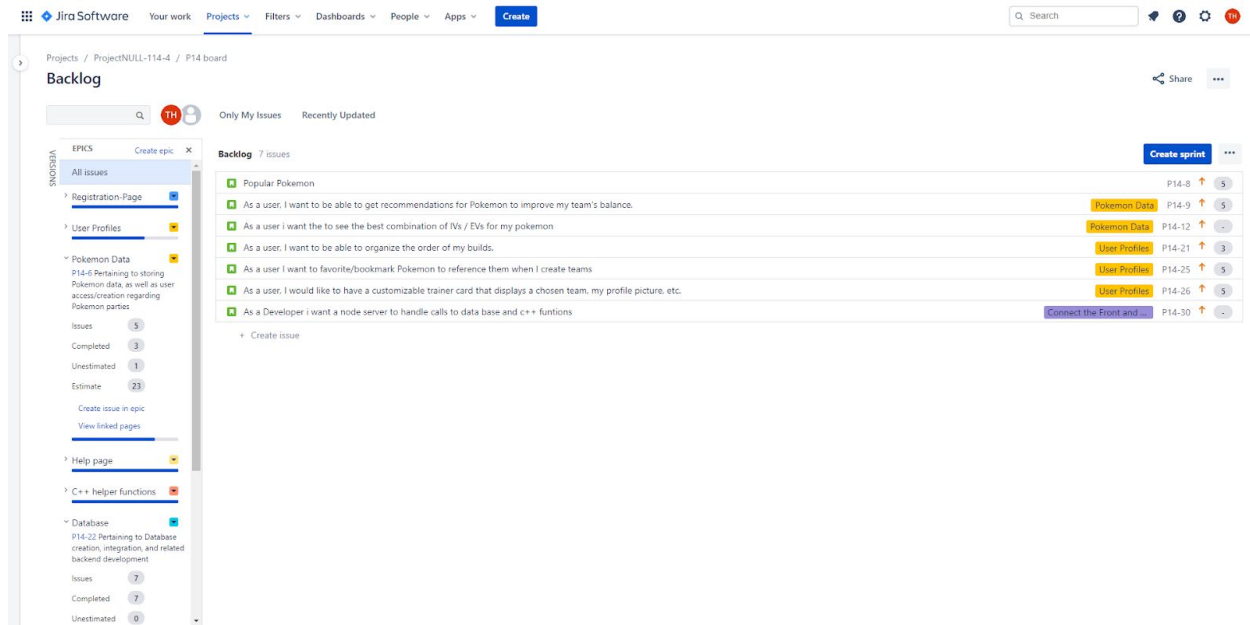 Jira Software Your work Projects Filters Dashboards People Apps Create Search TH
Projects / ProjectNULL-114-4 / P14 board
Backlog Share
TH Only My Issues Recently Updated
VERSIONS
EPICS Create epic
All issues
Registration-Page
User Profiles
Pokemon Data
P14-6 Pertaining to storing
Pokemon data, as well as user
access/creation regarding
Pokemon parties
Issues 5
Completed 3
Unestimated 1
Estimate 23
Create issue in epic
View linked pages
Help page
C++ helper functions
Database
P14-22 Pertaining to Database
creation, integration, and related
backend development
Issues 7
Completed 7
Unestimated 0
Backlog 7 issues Create sprint
Popular Pokemon P14-8 5
As a user, I want to be able to get recommendations for Pokemon to improve my team's balance. Pokemon Data P14-9 5
As a user i want the to see the best combination of IVs / EVs for my pokemon Pokemon Data P14-12 -
As a user, I want to be able to organize the order of my builds. User Profiles P14-21 3
As a user I want to favorite/bookmark Pokemon to reference them when I create teams User Profiles P14-25 5
As a user, I would like to have a customizable trainer card that displays a chosen team, my profile picture, etc. User Profiles P14-26 5
As a Developer i want a node server to handle calls to data base and c++ funtions Connect the Front and ... P14-30 -
+ Create issue